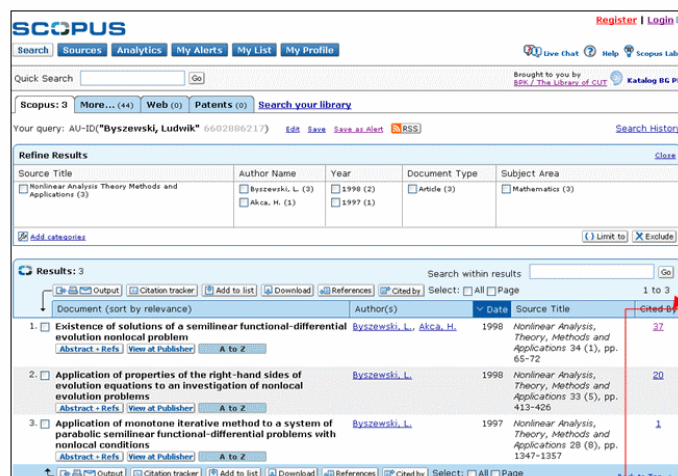 SCOPUS
Register | Login
Search Sources Analytics My Alerts My List My Profile
Live Chat Help Scopus Lab
Quick Search Go
Brought to you by
BPK / The Library of CUT
Katalog BG P
Scopus: 3 More... (44) Web (0) Patents (0) Search your library
Your query: AU-ID("Byszewski, Ludwik" 6602886217) Edit Save Save as Alert RSS
Search History
Refine Results Close
Source Title Author Name Year Document Type Subject Area
Nonlinear Analysis Theory Methods and Byszewski, L. (3) 1998 (2) Article (3) Mathematics (3)
Applications (3) Akca, H. (1) 1997 (1)
Add categories Limit to Exclude
Results: 3 Search within results Go
Output Citation tracker Add to list Download References Cited by Select: All Page 1 to 3
Document (sort by relevance) Author(s) Date Source Title Cited By
1. Existence of solutions of a semilinear functional-differential Byszewski, L., Akca, H. 1998 Nonlinear Analysis, 37
evolution nonlocal problem Theory, Methods and
Abstract + Refs View at Publisher A to Z Applications 34 (1), pp.
65-72
2. Application of properties of the right-hand sides of Byszewski, L. 1998 Nonlinear Analysis, 20
evolution equations to an investigation of nonlocal Theory, Methods and
evolution problems Applications 33 (5), pp.
Abstract + Refs View at Publisher A to Z 413-426
3. Application of monotone iterative method to a system of Byszewski, L. 1997 Nonlinear Analysis, 1
parabolic semilinear functional-differential problems with Theory, Methods and
nonlocal conditions Applications 28 (8), pp.
Abstract + Refs View at Publisher A to Z 1347-1357
Output Citation tracker Add to list Download References Cited by Select: All Page